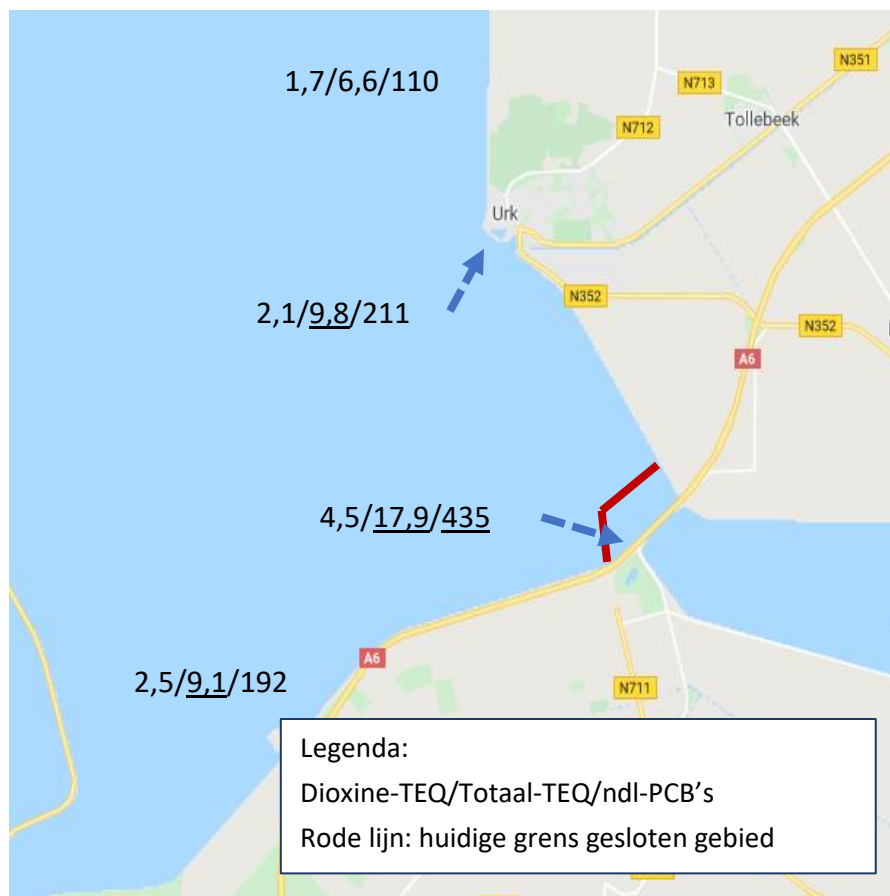 1,7/6,6/110
N351
N713
Tollebeek
N712
Urk
N352
2,1/9,8/211
N352
A6
4,5/17,9/435
A6
2,5/9,1/192
N711
Legenda:
Dioxine-TEQ/Totaal-TEQ/ndl-PCB’s
Rode lijn: huidige grens gesloten gebied